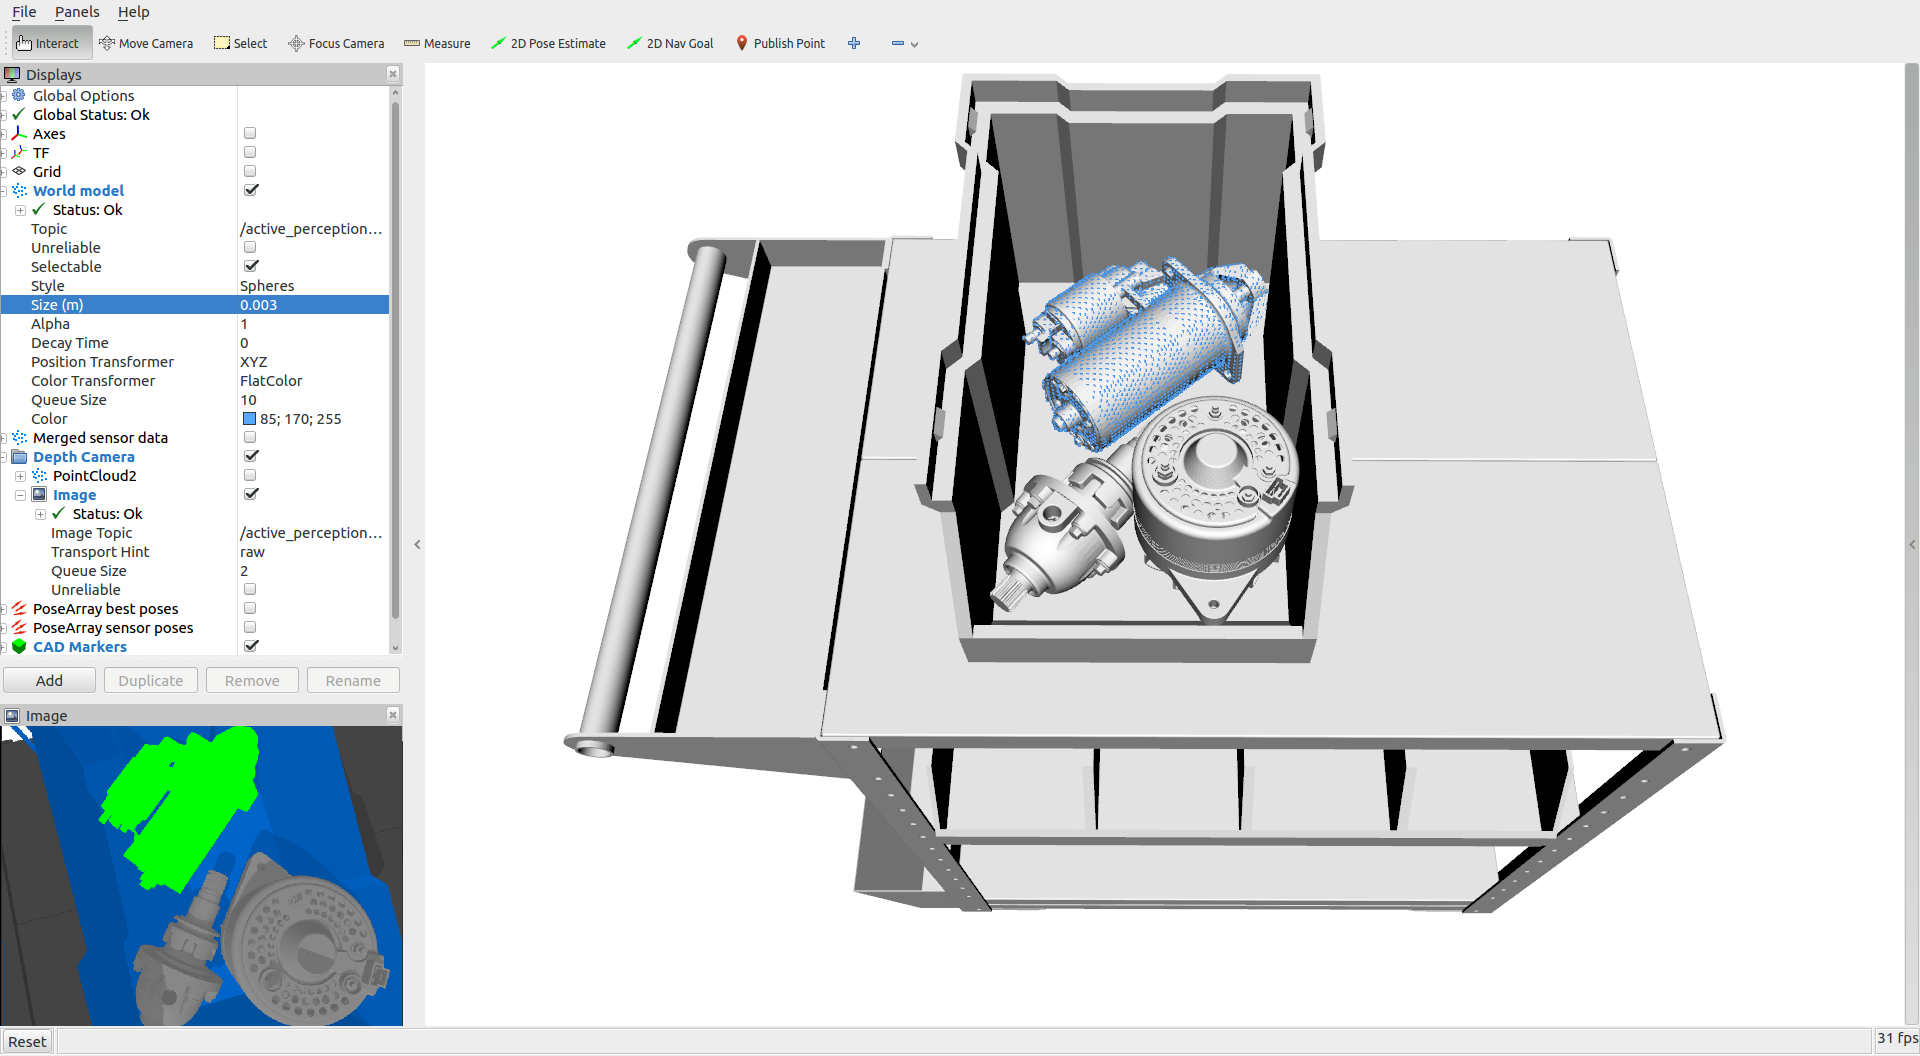 File Panels Help
Interact Move Camera Select Focus Camera Measure 2D Pose Estimate 2D Nav Goal Publish Point
Displays
Global Options
Global Status: Ok
Axes
TF
Grid
World model
Status: Ok
Topic /active_perception...
Unreliable
Selectable
Style Spheres
Size (m) 0.003
Alpha 1
Decay Time 0
Position Transformer XYZ
Color Transformer FlatColor
Queue Size 10
Color 85; 170; 255
Merged sensor data
Depth Camera
PointCloud2
Image
Status: Ok
Image Topic /active_perception...
Transport Hint raw
Queue Size 2
Unreliable
PoseArray best poses
PoseArray sensor poses
CAD Markers
Add Duplicate Remove Rename
Image
Reset 31 fps